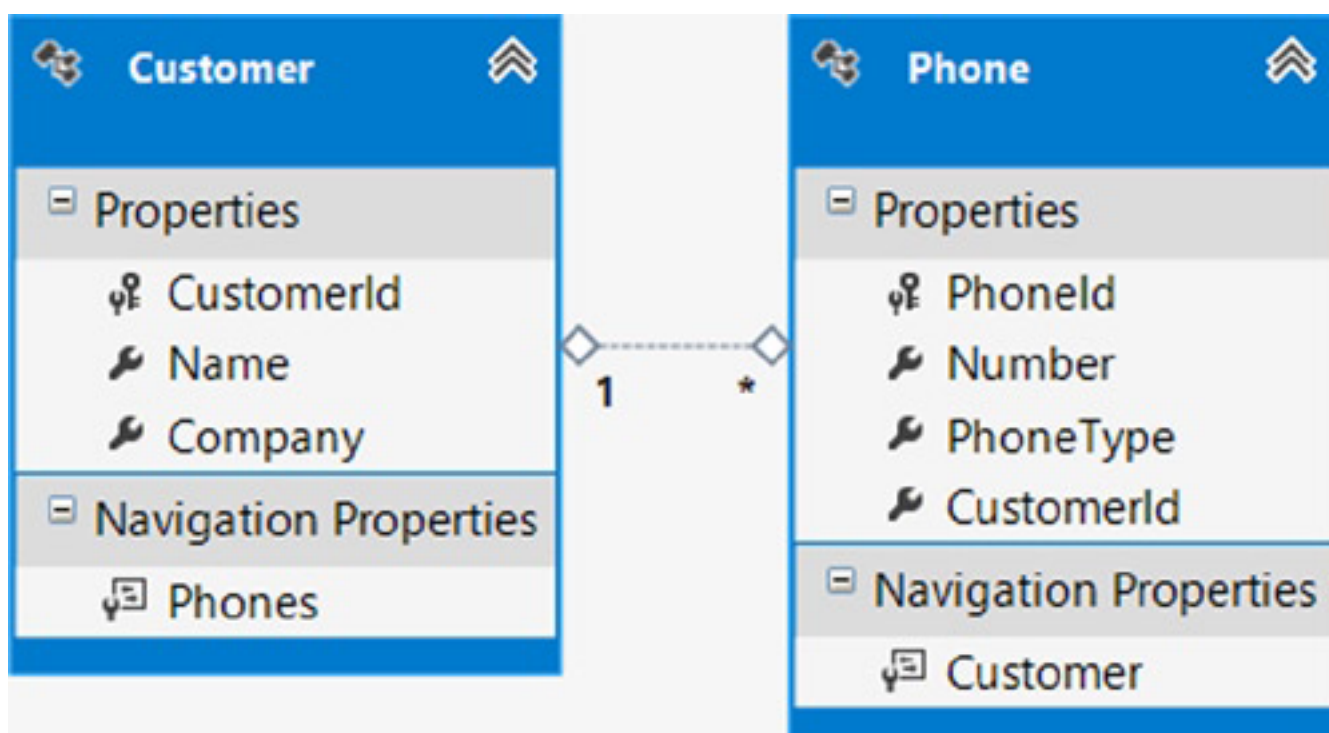 Customer
Properties
CustomerId
Name
Company
Navigation Properties
Phones
1
*
Phone
Properties
PhoneId
Number
PhoneType
CustomerId
Navigation Properties
Customer